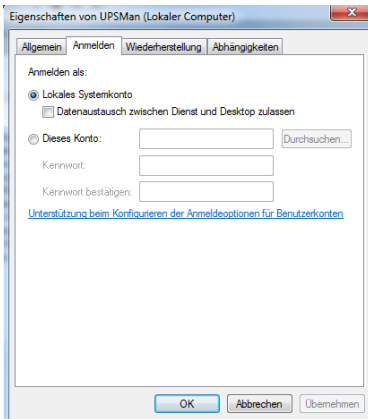 Eigenschaften von UPSMan (Lokaler Computer)
Allgemein Anmelden Wiederherstellung Abhängigkeiten
Anmelden als:
Lokales Systemkonto
Datenaustausch zwischen Dienst und Desktop zulassen
Dieses Konto: Durchsuchen...
Kennwort:
Kennwort bestätigen:
Unterstützung beim Konfigurieren der Anmeldeoptionen für Benutzerkonten
OK Abbrechen Übernehmen